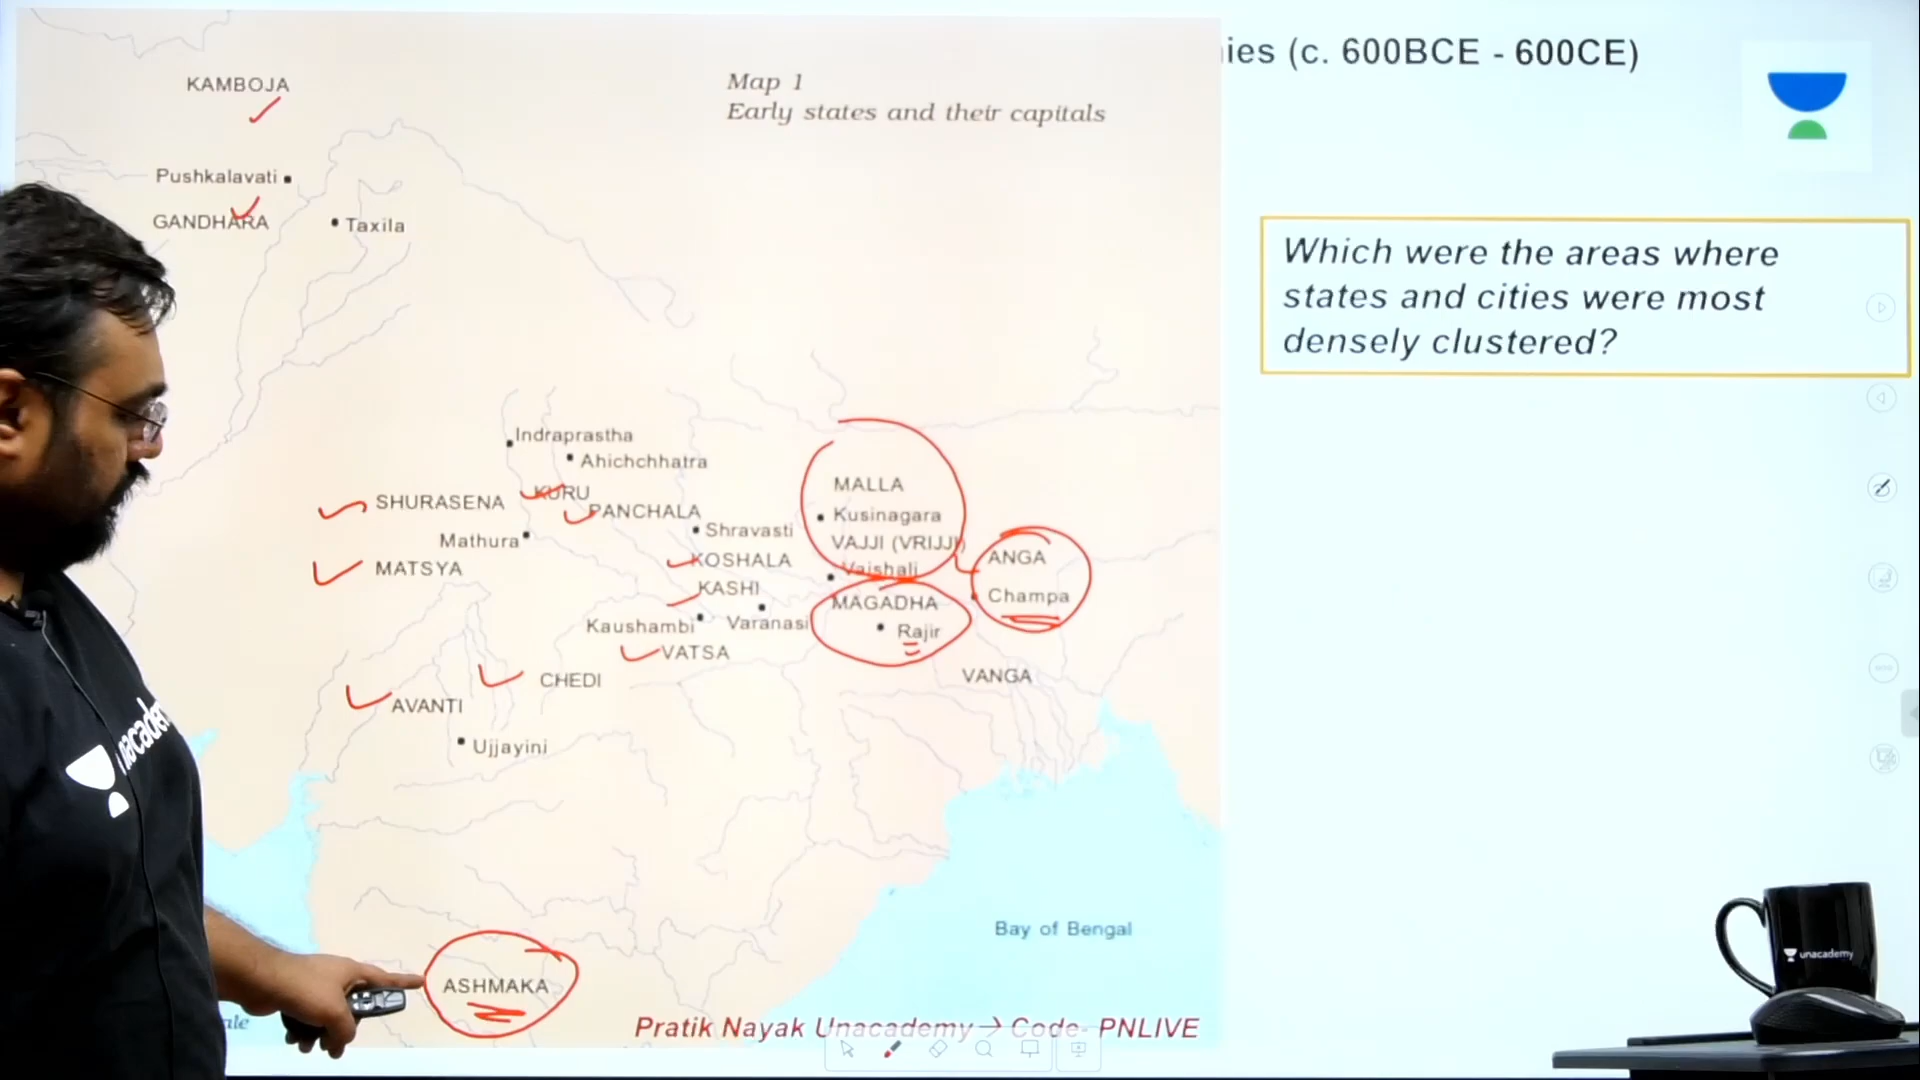 ies (c. 600BCE - 600CE)
Map 1
Early states and their capitals
KAMBOJA
Pushkalavati
GANDHARA
Taxila
Which were the areas where
states and cities were most
densely clustered?
Indraprastha
Ahichchhatra
MALLA
KURU
SHURASENA
PANCHALA
Kusinagara
Shravasti
Mathura
VAJJI (VRIJJI)
ANGA
KOSHALA
MATSYA
Vaishali
KASHI
Champa
MAGADHA
Kaushambi
Varanasi
Rajir
VATSA
CHEDI
VANGA
AVANTI
Ujjayini
unacademy
Bay of Bengal
unacademy
ASHMAKA
ale
Pratik Nayak Unacademy→ Code- PNLIVE